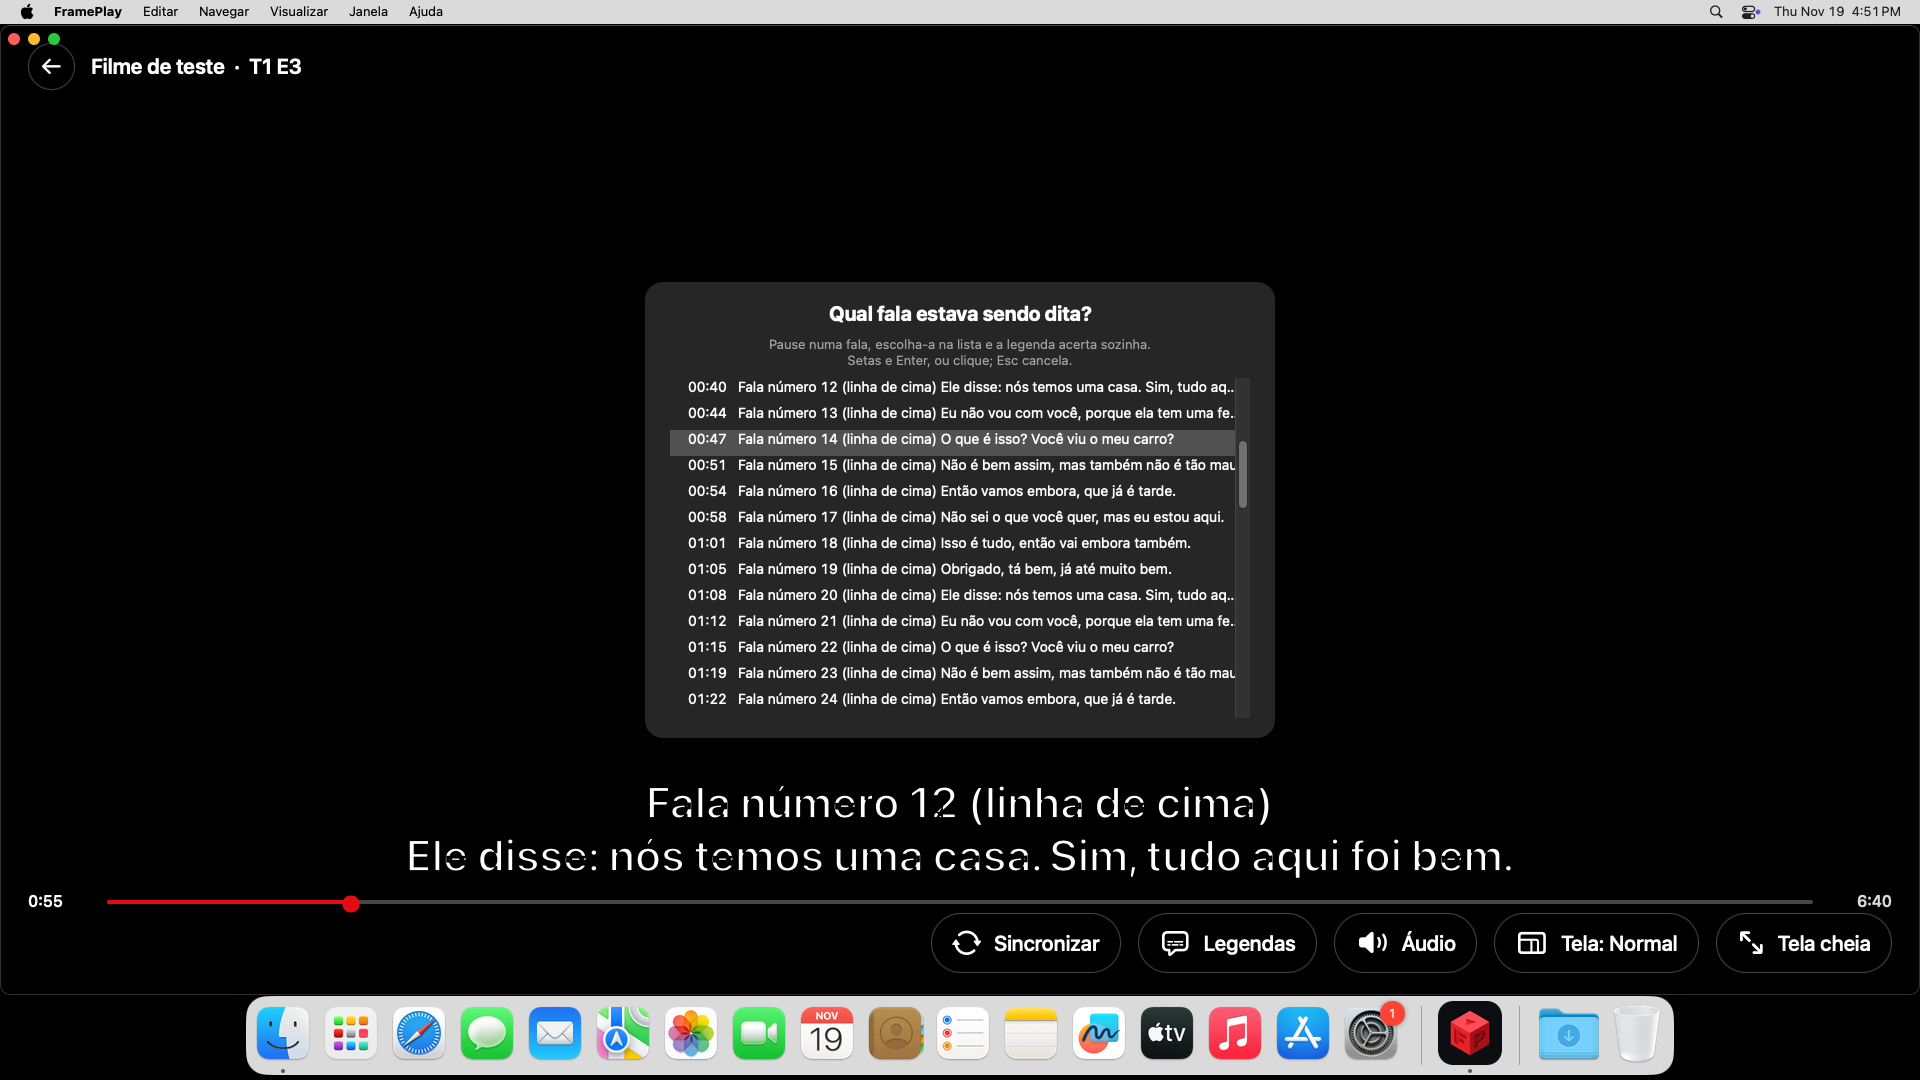 FramePlay Editar Navegar Visualizar Janela Ajuda Thu Nov 19 4:51 PM
Filme de teste · T1 E3
Qual fala estava sendo dita?
Pause numa fala, escolha-a na lista e a legenda acerta sozinha.
Setas e Enter, ou clique; Esc cancela.
00:40 Fala número 12 (linha de cima) Ele disse: nós temos uma casa. Sim, tudo aq...
00:44 Fala número 13 (linha de cima) Eu não vou com você, porque ela tem uma fe...
00:47 Fala número 14 (linha de cima) O que é isso? Você viu o meu carro?
00:51 Fala número 15 (linha de cima) Não é bem assim, mas também não é tão mau
00:54 Fala número 16 (linha de cima) Então vamos embora, que já é tarde.
00:58 Fala número 17 (linha de cima) Não sei o que você quer, mas eu estou aqui.
01:01 Fala número 18 (linha de cima) Isso é tudo, então vai embora também.
01:05 Fala número 19 (linha de cima) Obrigado, tá bem, já até muito bem.
01:08 Fala número 20 (linha de cima) Ele disse: nós temos uma casa. Sim, tudo aq...
01:12 Fala número 21 (linha de cima) Eu não vou com você, porque ela tem uma fe...
01:15 Fala número 22 (linha de cima) O que é isso? Você viu o meu carro?
01:19 Fala número 23 (linha de cima) Não é bem assim, mas também não é tão mau
01:22 Fala número 24 (linha de cima) Então vamos embora, que já é tarde.
Fala número 12 (linha de cima)
Ele disse: nós temos uma casa. Sim, tudo aqui foi bem.
0:55 6:40
Sincronizar Legendas Áudio Tela: Normal Tela cheia
NOV
19
tv
1